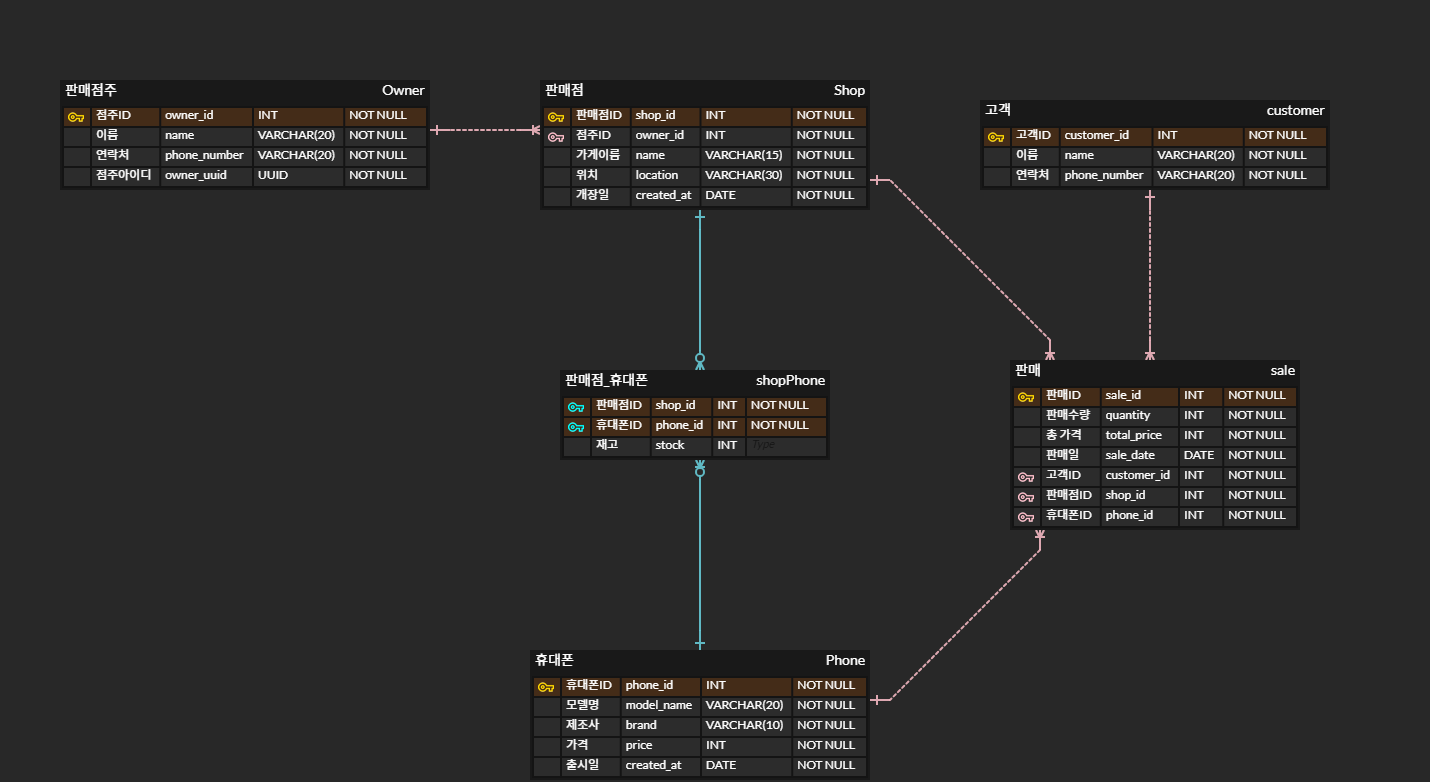 판매점주 Owner
점주ID owner_id INT NOT NULL
이름 name VARCHAR(20) NOT NULL
연락처 phone_number VARCHAR(20) NOT NULL
점주아이디 owner_uuid UUID NOT NULL
판매점 Shop
판매점ID shop_id INT NOT NULL
점주ID owner_id INT NOT NULL
가게이름 name VARCHAR(15) NOT NULL
위치 location VARCHAR(30) NOT NULL
개장일 created_at DATE NOT NULL
고객 customer
고객ID customer_id INT NOT NULL
이름 name VARCHAR(20) NOT NULL
연락처 phone_number VARCHAR(20) NOT NULL
판매점_휴대폰 shopPhone
판매점ID shop_id INT NOT NULL
휴대폰ID phone_id INT NOT NULL
재고 stock INT Type
판매 sale
판매ID sale_id INT NOT NULL
판매수량 quantity INT NOT NULL
총 가격 total_price INT NOT NULL
판매일 sale_date DATE NOT NULL
고객ID customer_id INT NOT NULL
판매점ID shop_id INT NOT NULL
휴대폰ID phone_id INT NOT NULL
휴대폰 Phone
휴대폰ID phone_id INT NOT NULL
모델명 model_name VARCHAR(20) NOT NULL
제조사 brand VARCHAR(10) NOT NULL
가격 price INT NOT NULL
출시일 created_at DATE NOT NULL